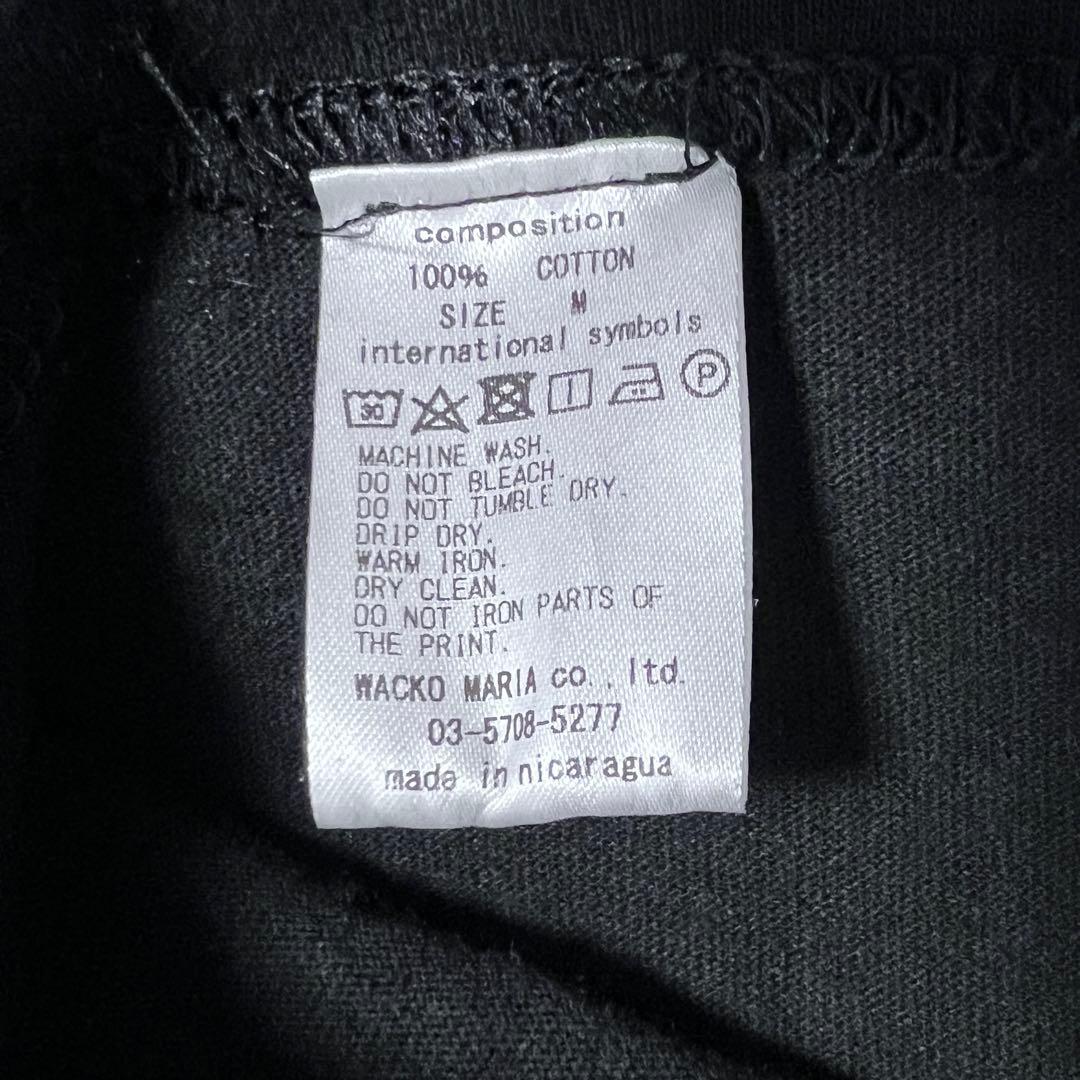 composition
100% COTTON
SIZE M
international symbols
30 P
MACHINE WASH.
DO NOT BLEACH.
DO NOT TUMBLE DRY.
DRIP DRY.
WARM IRON.
DRY CLEAN.
DO NOT IRON PARTS OF
THE PRINT.
WACKO MARIA co., ltd.
03-5708-5277
made in nicaragua